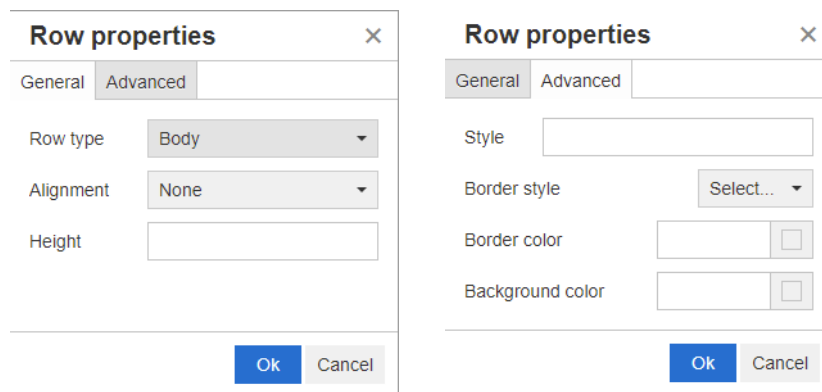 Row properties ×
General Advanced
Row type Body
Alignment None
Height
Ok Cancel
Row properties ×
General Advanced
Style
Border style Select...
Border color
Background color
Ok Cancel